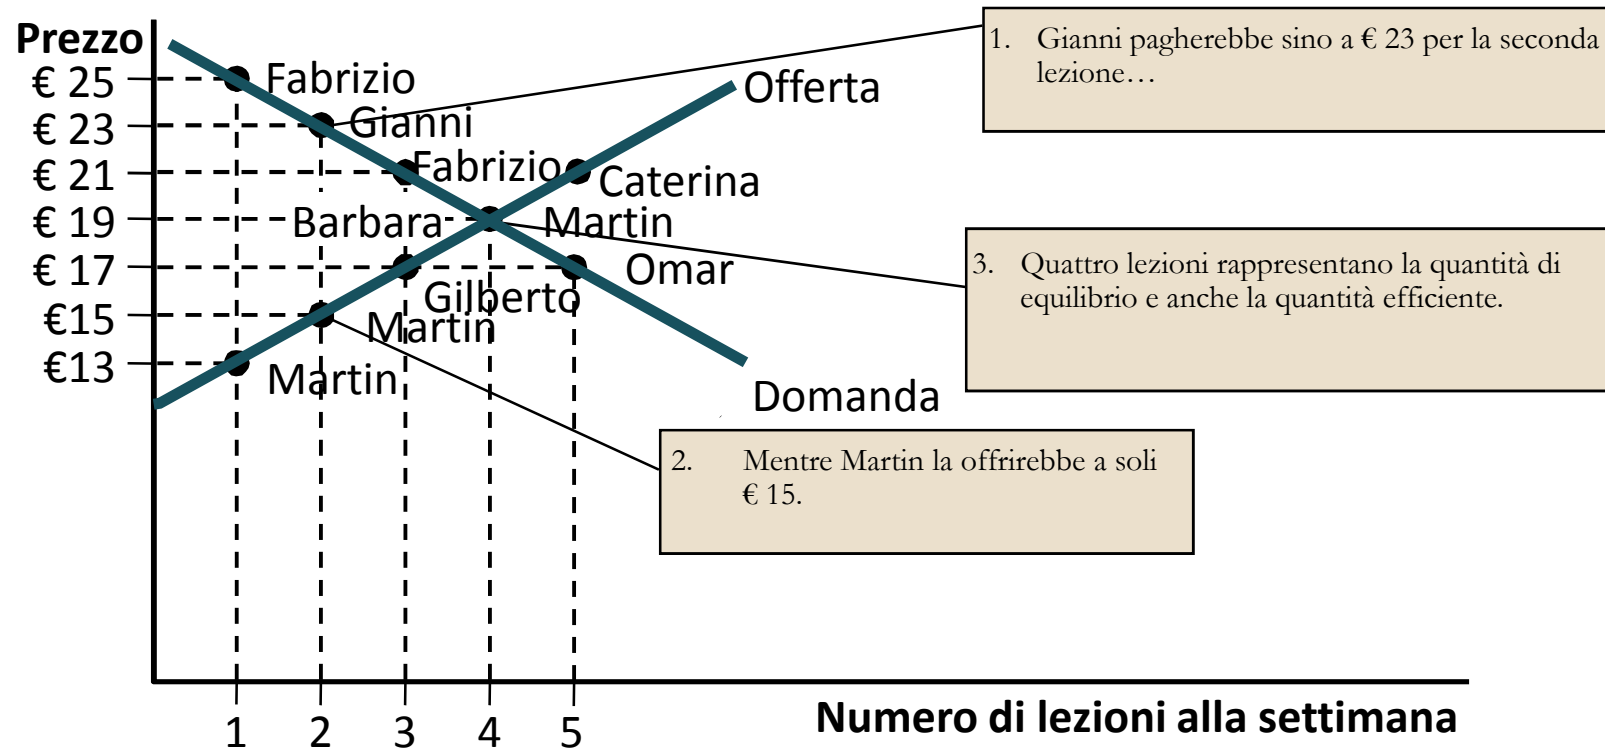 Prezzo
€ 25
€ 23
€ 21
€ 19
€ 17
€15
€13
Fabrizio
Gianni
Fabrizio
Barbara
Martin
Omar
Caterina
Offerta
Gilberto
Martin
Martin
Domanda
1. Gianni pagherebbe sino a € 23 per la seconda
lezione…
3. Quattro lezioni rappresentano la quantità di
equilibrio e anche la quantità efficiente.
2. Mentre Martin la offrirebbe a soli
€ 15.
1 2 3 4 5
Numero di lezioni alla settimana